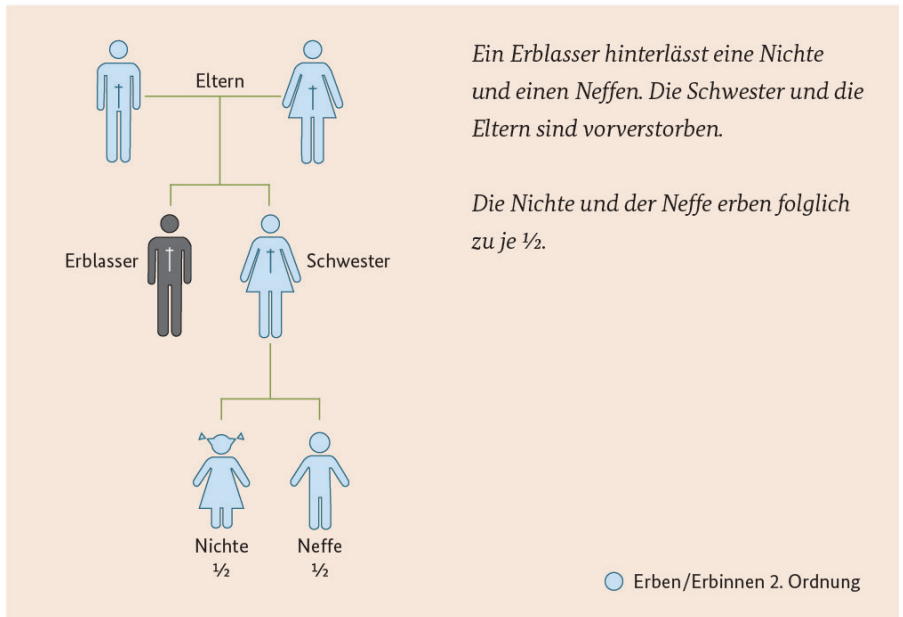 Eltern
Ein Erblasser hinterlässt eine Nichte
und einen Neffen. Die Schwester und die
Eltern sind vorverstorben.
Die Nichte und der Neffe erben folglich
zu je ½.
Erblasser
Schwester
Nichte
½
Neffe
½
Erben/Erbinnen 2. Ordnung